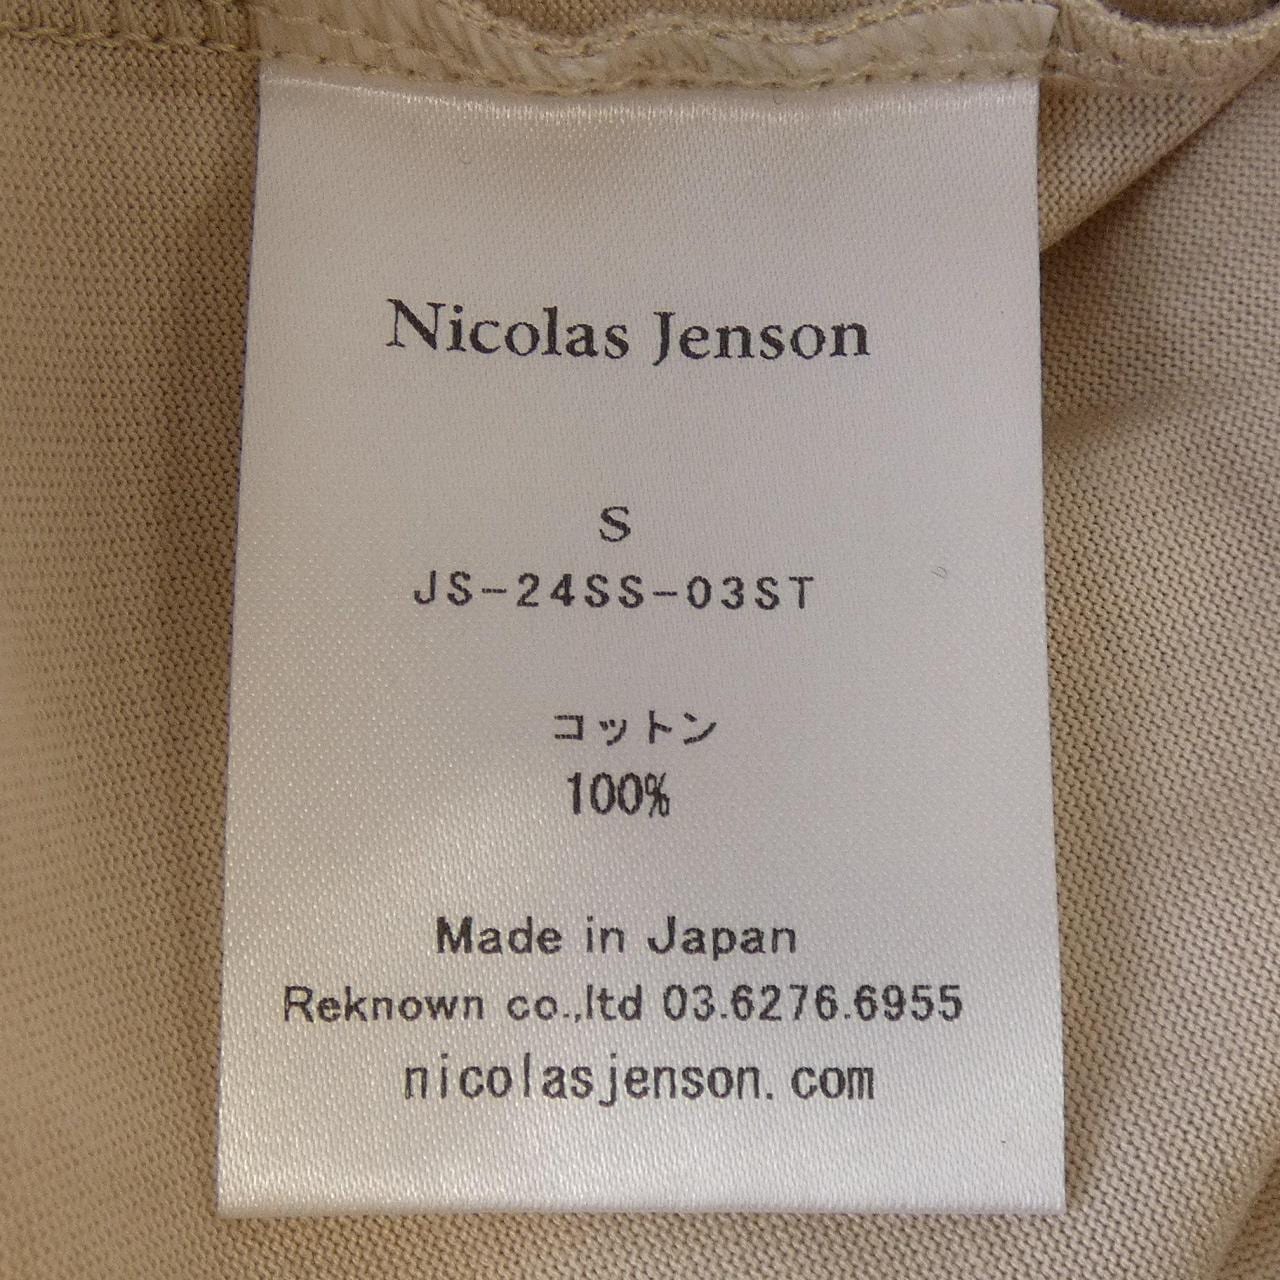 Nicolas Jenson
S
JS-24SS-03ST
コットン
100%
Made in Japan
Reknown co.,ltd 03.6276.6955
nicolasjenson.com